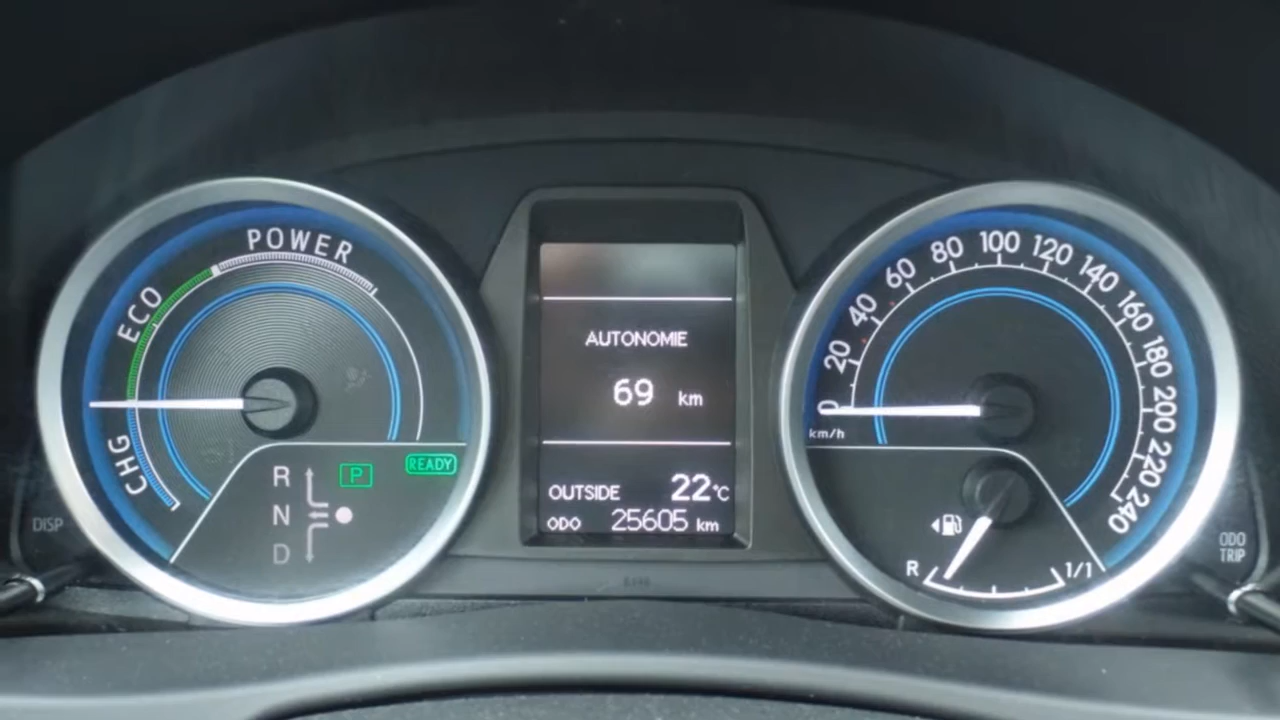 POWER
ECO
CHG
R
N
D
P
READY
DISP
AUTONOMIE
69 km
OUTSIDE 22°C
ODO 25605 km
0
20
40
60
80
100
120
140
160
180
200
220
240
km/h
R
1/1
ODO
TRIP